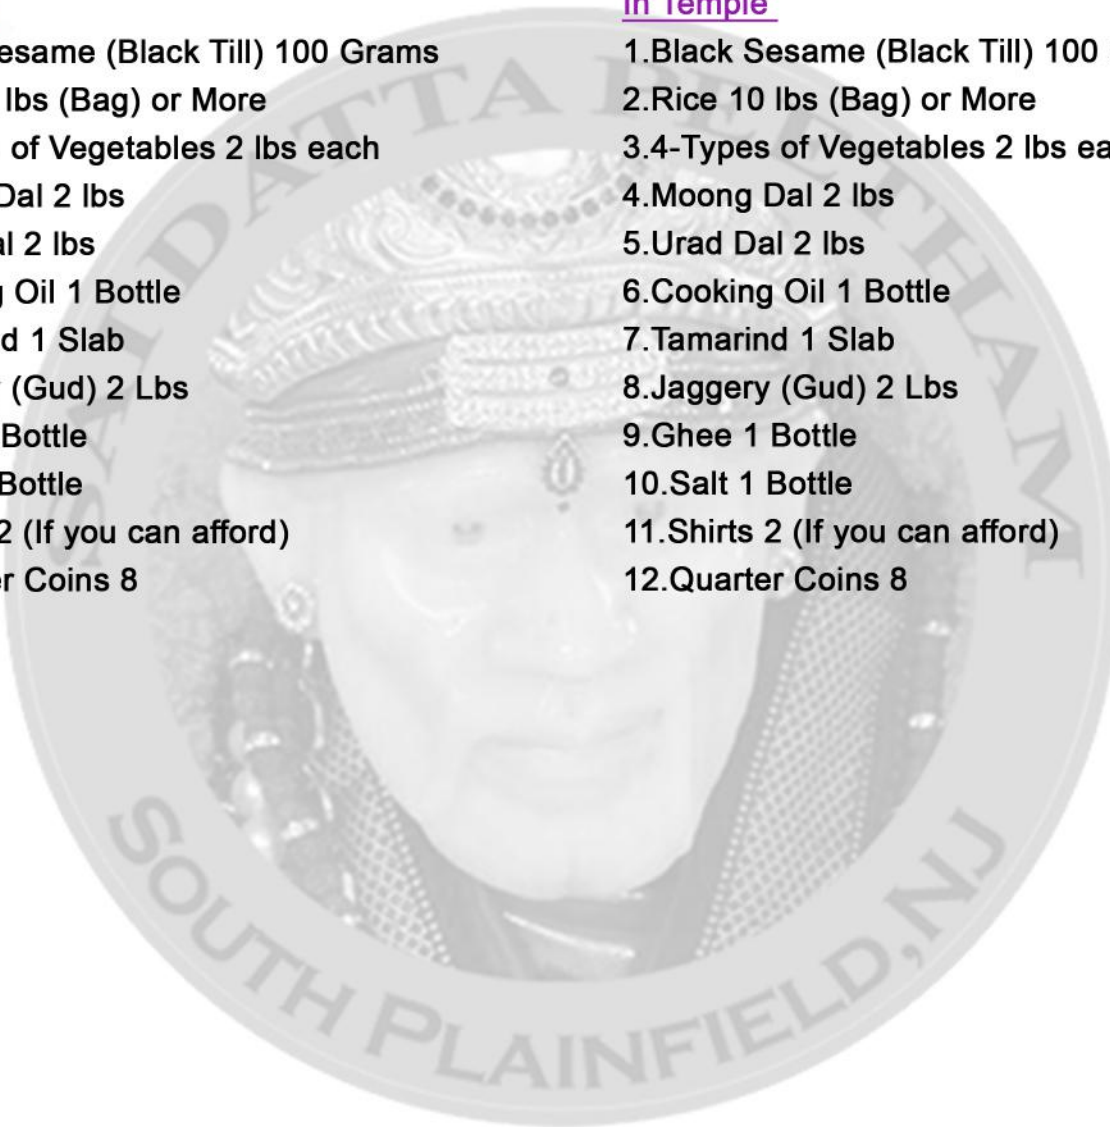 In Temple
esame (Black Till) 100 Grams
lbs (Bag) or More
of Vegetables 2 lbs each
Dal 2 lbs
al 2 lbs
g Oil 1 Bottle
d 1 Slab
(Gud) 2 Lbs
Bottle
Bottle
2 (If you can afford)
er Coins 8
1.Black Sesame (Black Till) 100
2.Rice 10 lbs (Bag) or More
3.4-Types of Vegetables 2 lbs ea
4.Moong Dal 2 lbs
5.Urad Dal 2 lbs
6.Cooking Oil 1 Bottle
7.Tamarind 1 Slab
8.Jaggery (Gud) 2 Lbs
9.Ghee 1 Bottle
10.Salt 1 Bottle
11.Shirts 2 (If you can afford)
12.Quarter Coins 8
SAI DATTA PEETHAM
SOUTH PLAINFIELD, NJ